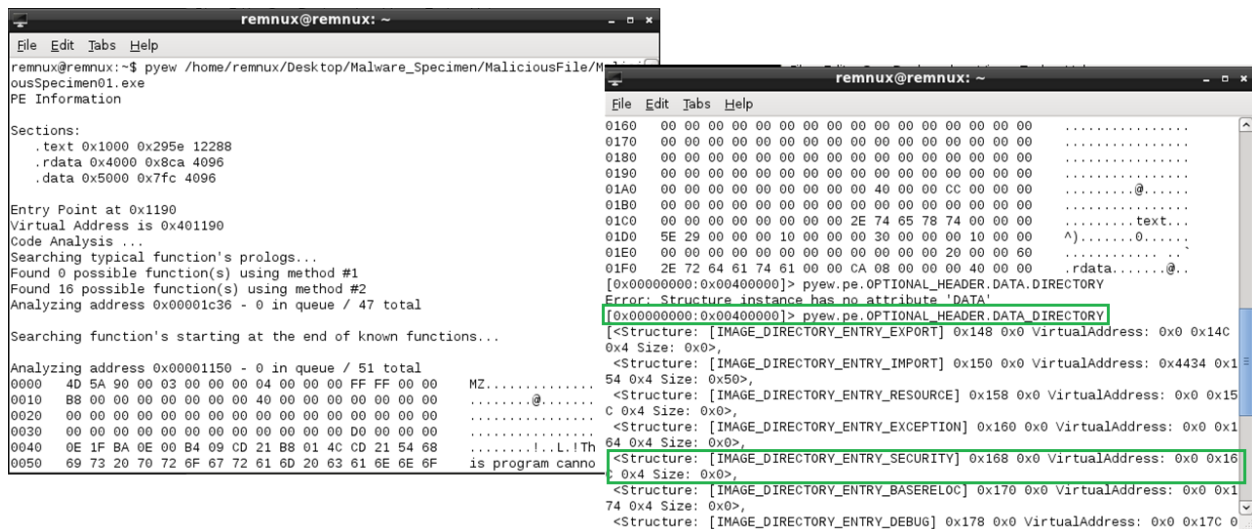 remnux@remnux: ~
File Edit Tabs Help
remnux@remnux:~$ pyew /home/remnux/Desktop/Malware_Specimen/MaliciousFile/Malici
ousSpecimen01.exe
PE Information
Sections:
.text 0x1000 0x295e 12288
.rdata 0x4000 0x8ca 4096
.data 0x5000 0x7fc 4096
Entry Point at 0x1190
Virtual Address is 0x401190
Code Analysis ...
Searching typical function's prologs...
Found 0 possible function(s) using method #1
Found 16 possible function(s) using method #2
Analyzing address 0x00001c36 - 0 in queue / 47 total
Searching function's starting at the end of known functions...
Analyzing address 0x00001150 - 0 in queue / 51 total
0000 4D 5A 90 00 03 00 00 00 04 00 00 00 FF FF 00 00 MZ..............
0010 B8 00 00 00 00 00 00 00 40 00 00 00 00 00 00 00 ........@.......
0020 00 00 00 00 00 00 00 00 00 00 00 00 00 00 00 00 ................
0030 00 00 00 00 00 00 00 00 00 00 00 00 D0 00 00 00 ................
0040 0E 1F BA 0E 00 B4 09 CD 21 B8 01 4C CD 21 54 68 ........!..L.!Th
0050 69 73 20 70 72 6F 67 72 61 6D 20 63 61 6E 6E 6F is program canno
remnux@remnux: ~
File Edit Tabs Help
0160 00 00 00 00 00 00 00 00 00 00 00 00 00 00 00 00 ................
0170 00 00 00 00 00 00 00 00 00 00 00 00 00 00 00 00 ................
0180 00 00 00 00 00 00 00 00 00 00 00 00 00 00 00 00 ................
0190 00 00 00 00 00 00 00 00 00 00 00 00 00 00 00 00 ................
01A0 00 00 00 00 00 00 00 00 00 40 00 00 CC 00 00 00 .........@......
01B0 00 00 00 00 00 00 00 00 00 00 00 00 00 00 00 00 ................
01C0 00 00 00 00 00 00 00 00 2E 74 65 78 74 00 00 00 .........text...
01D0 5E 29 00 00 00 10 00 00 00 30 00 00 00 10 00 00 ^).......0......
01E0 00 00 00 00 00 00 00 00 00 00 00 00 20 00 00 60 ............ ..`
01F0 2E 72 64 61 74 61 00 00 CA 08 00 00 00 40 00 00 .rdata.......@..
[0x00000000:0x00400000]> pyew.pe.OPTIONAL_HEADER.DATA.DIRECTORY
Error: Structure instance has no attribute 'DATA'
[0x00000000:0x00400000]> pyew.pe.OPTIONAL_HEADER.DATA_DIRECTORY
[<Structure: [IMAGE_DIRECTORY_ENTRY_EXPORT] 0x148 0x0 VirtualAddress: 0x0 0x14C
0x4 Size: 0x0>,
<Structure: [IMAGE_DIRECTORY_ENTRY_IMPORT] 0x150 0x0 VirtualAddress: 0x4434 0x1
54 0x4 Size: 0x50>,
<Structure: [IMAGE_DIRECTORY_ENTRY_RESOURCE] 0x158 0x0 VirtualAddress: 0x0 0x15
C 0x4 Size: 0x0>,
<Structure: [IMAGE_DIRECTORY_ENTRY_EXCEPTION] 0x160 0x0 VirtualAddress: 0x0 0x1
64 0x4 Size: 0x0>,
<Structure: [IMAGE_DIRECTORY_ENTRY_SECURITY] 0x168 0x0 VirtualAddress: 0x0 0x16
C 0x4 Size: 0x0>,
<Structure: [IMAGE_DIRECTORY_ENTRY_BASERELOC] 0x170 0x0 VirtualAddress: 0x0 0x1
74 0x4 Size: 0x0>,
<Structure: [IMAGE_DIRECTORY_ENTRY_DEBUG] 0x178 0x0 VirtualAddress: 0x0 0x17C 0